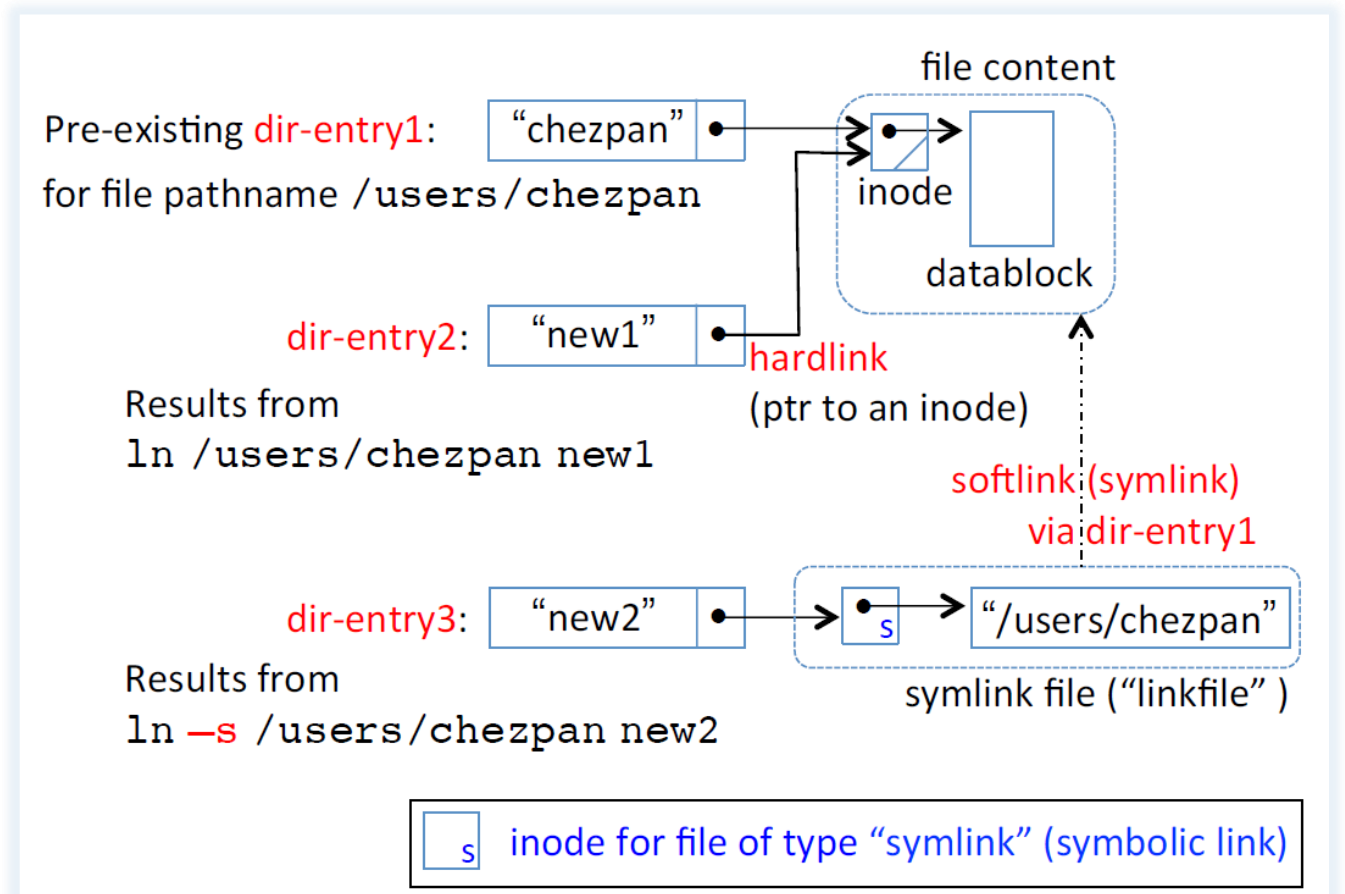 file content
Pre-existing dir-entry1:
“chezpan”
for file pathname /users/chezpan
inode
datablock
dir-entry2:
“new1”
hardlink
(ptr to an inode)
Results from
ln /users/chezpan new1
softlink (symlink)
via dir-entry1
dir-entry3:
“new2”
s
“/users/chezpan”
Results from
symlink file (“linkfile” )
ln –s /users/chezpan new2
s inode for file of type “symlink” (symbolic link)